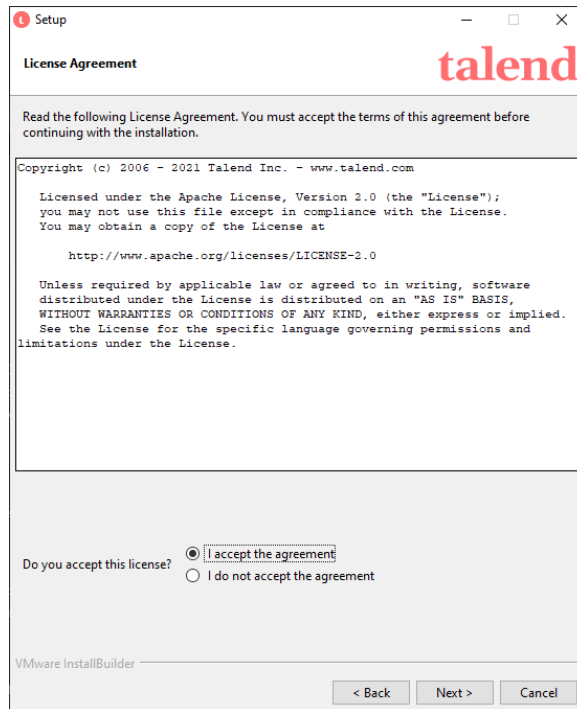 Setup
License Agreement
talend
Read the following License Agreement. You must accept the terms of this agreement before
continuing with the installation.
Copyright (c) 2006 - 2021 Talend Inc. - www.talend.com
Licensed under the Apache License, Version 2.0 (the "License");
you may not use this file except in compliance with the License.
You may obtain a copy of the License at
http://www.apache.org/licenses/LICENSE-2.0
Unless required by applicable law or agreed to in writing, software
distributed under the License is distributed on an "AS IS" BASIS,
WITHOUT WARRANTIES OR CONDITIONS OF ANY KIND, either express or implied.
See the License for the specific language governing permissions and
limitations under the License.
Do you accept this license?
I accept the agreement
I do not accept the agreement
VMware InstallBuilder
< Back
Next >
Cancel